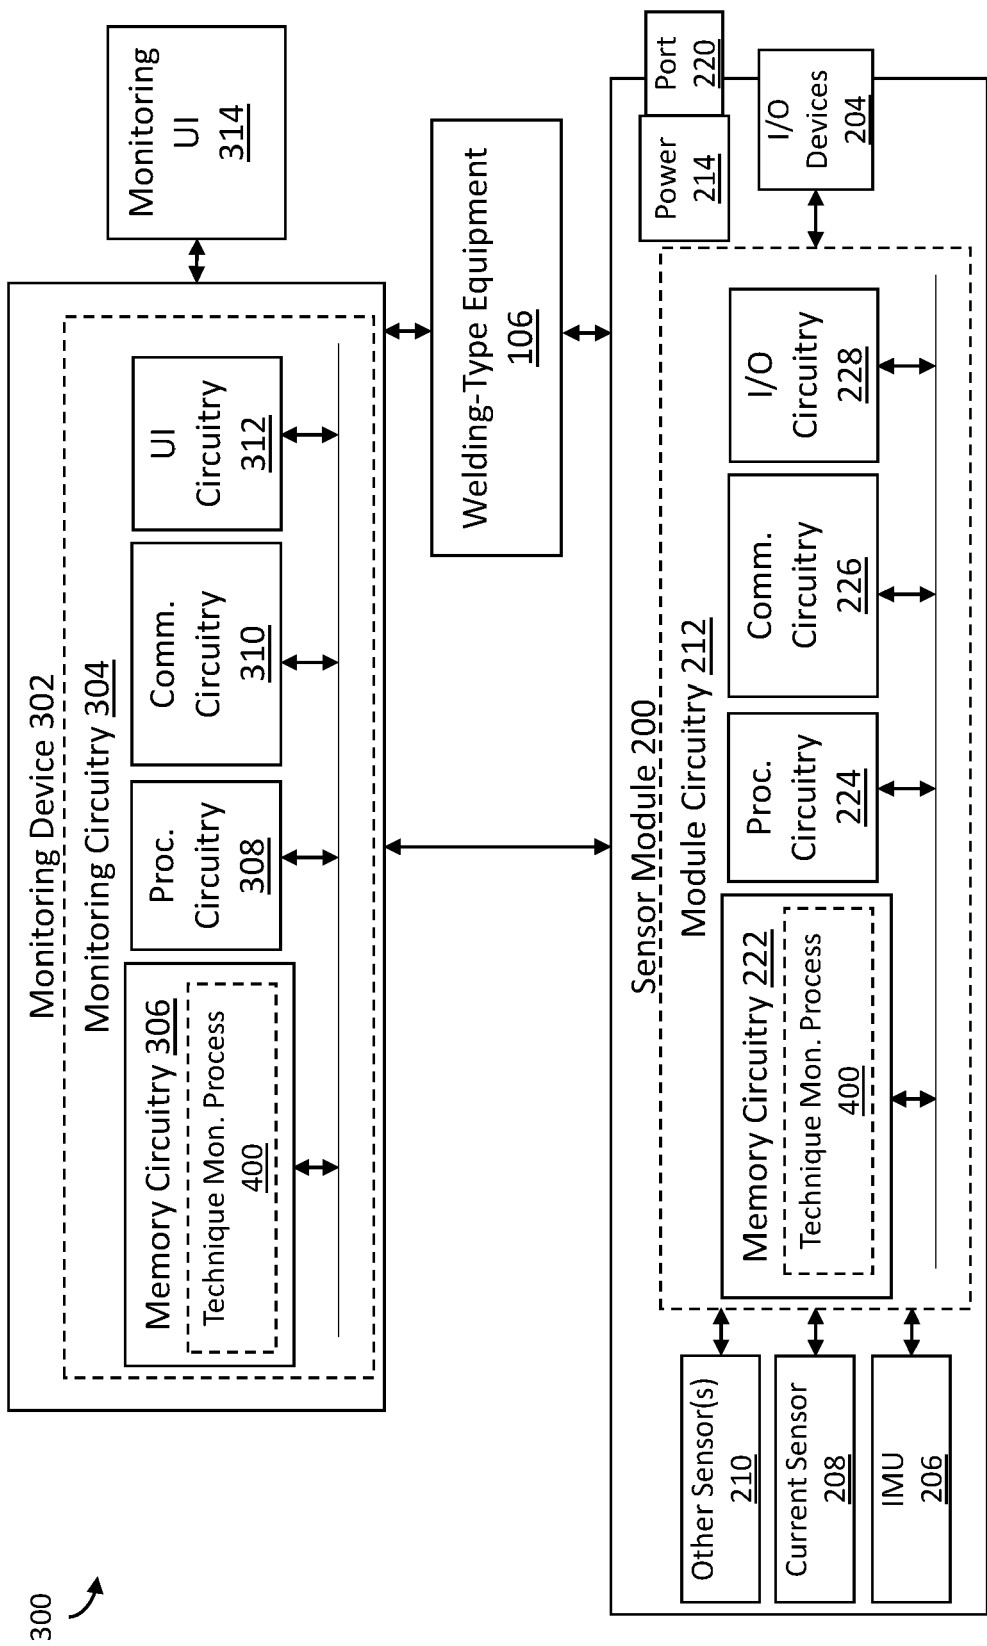 300
Monitoring Device 302
Monitoring Circuitry 304
Memory Circuitry 306
Technique Mon. Process
400
Proc.
Circuitry
308
Comm.
Circuitry
310
UI
Circuitry
312
Monitoring
UI
314
Welding-Type Equipment
106
Sensor Module 200
Module Circuitry 212
Other Sensor(s)
210
Current Sensor
208
IMU
206
Memory Circuitry 222
Technique Mon. Process
400
Proc.
Circuitry
224
Comm.
Circuitry
226
I/O
Circuitry
228
Power
214
Port
220
I/O
Devices
204